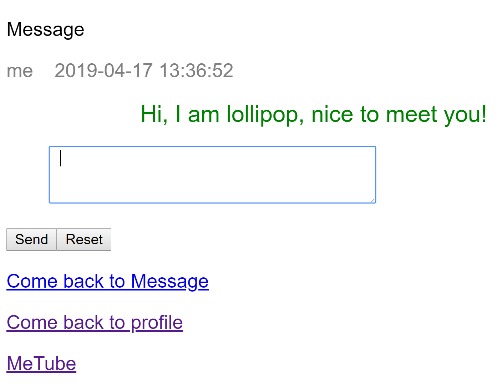 Message
me 2019-04-17 13:36:52
Hi, I am lollipop, nice to meet you!
Send Reset
Come back to Message
Come back to profile
MeTube